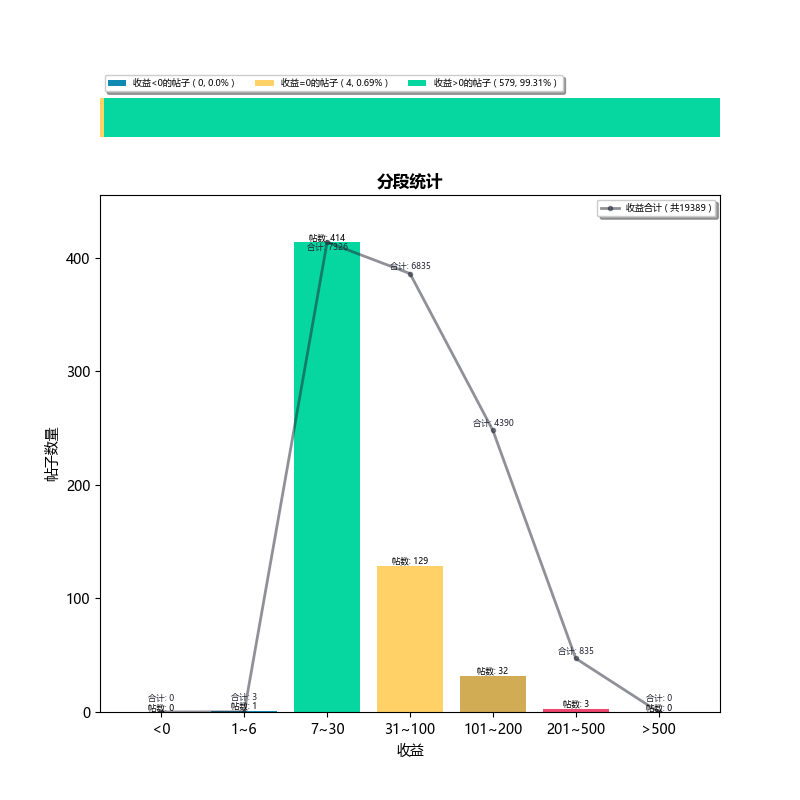 收益<0的帖子 ( 0, 0.0% ) 收益=0的帖子 ( 4, 0.69% ) 收益>0的帖子 ( 579, 99.31% )
分段统计
收益合计 ( 共19389 )
帖子数量
400
300
200
100
0
合计: 0
帖数: 0
合计: 3
帖数: 1
帖数: 414
合计: 7326
合计: 6835
帖数: 129
合计: 4390
帖数: 32
合计: 835
帖数: 3
合计: 0
帖数: 0
<0 1~6 7~30 31~100 101~200 201~500 >500
收益